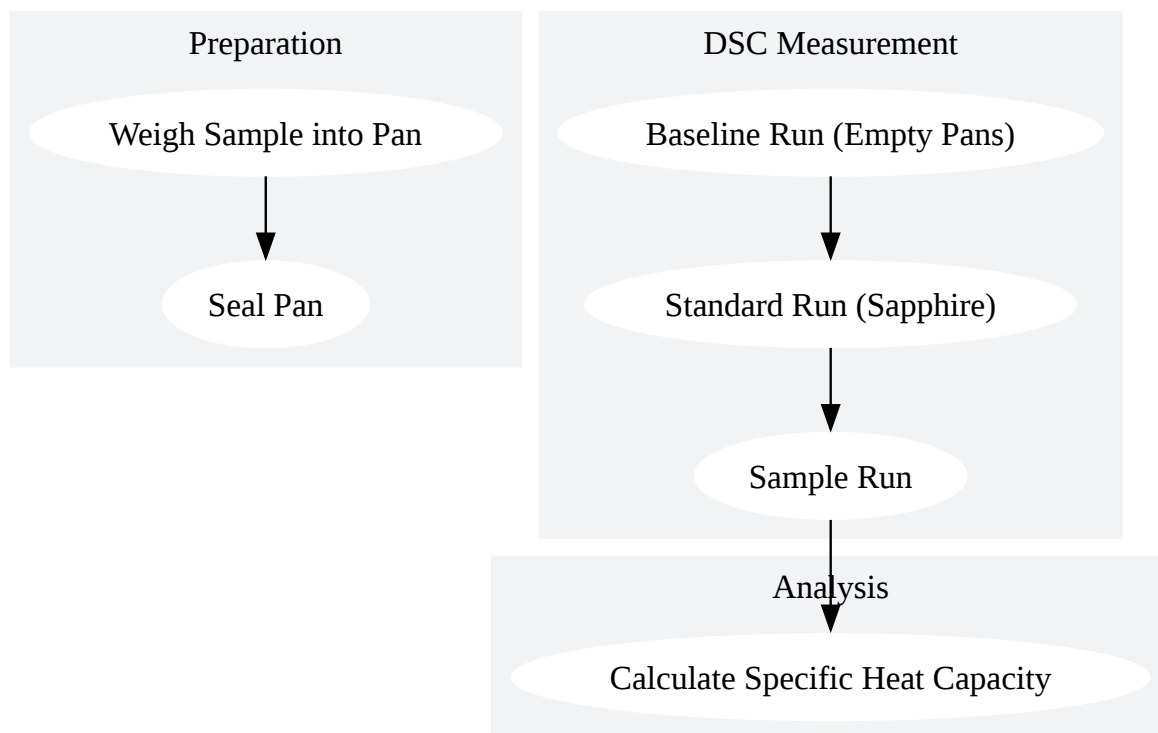 Preparation
Weigh Sample into Pan
Seal Pan
DSC Measurement
Baseline Run (Empty Pans)
Standard Run (Sapphire)
Sample Run
Analysis
Calculate Specific Heat Capacity